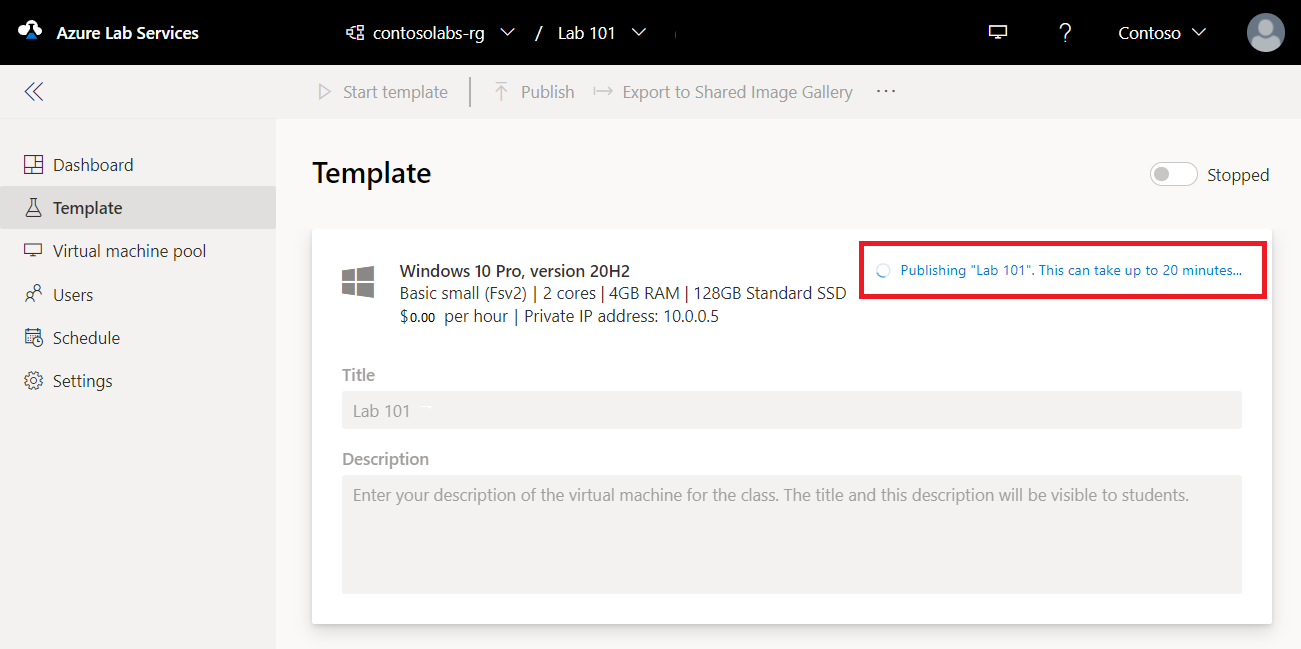 Azure Lab Services
contosolabs-rg / Lab 101
? Contoso
Start template | Publish Export to Shared Image Gallery ...
Dashboard
Template
Virtual machine pool
Users
Schedule
Settings
Template
Stopped
Windows 10 Pro, version 20H2
Basic small (Fsv2) | 2 cores | 4GB RAM | 128GB Standard SSD
$0.00 per hour | Private IP address: 10.0.0.5
Publishing "Lab 101". This can take up to 20 minutes...
Title
Lab 101
Description
Enter your description of the virtual machine for the class. The title and this description will be visible to students.